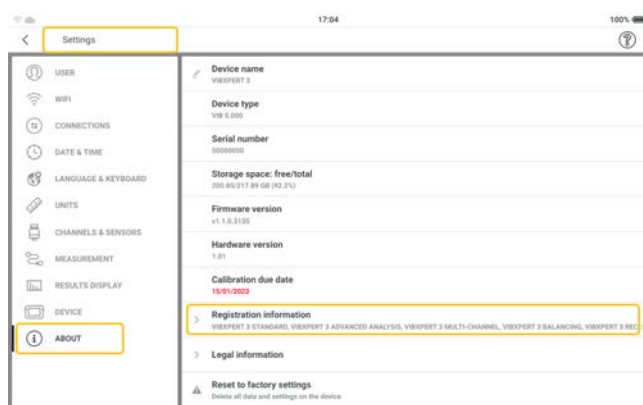 17:04
100%
Settings
USER
WIFI
CONNECTIONS
DATE & TIME
LANGUAGE & KEYBOARD
UNITS
CHANNELS & SENSORS
MEASUREMENT
RESULTS DISPLAY
DEVICE
ABOUT
Device name
VIBXPERT 3
Device type
VIB 5.000
Serial number
00000000
Storage space: free/total
200.85/217.89 GB (92.2%)
Firmware version
v1.1.0.3135
Hardware version
1.01
Calibration due date
15/01/2023
Registration information
VIBXPERT 3 STANDARD, VIBXPERT 3 ADVANCED ANALYSIS, VIBXPERT 3 MULTI-CHANNEL, VIBXPERT 3 BALANCING, VIBXPERT 3
Legal information
Reset to factory settings
Delete all data and settings on the device